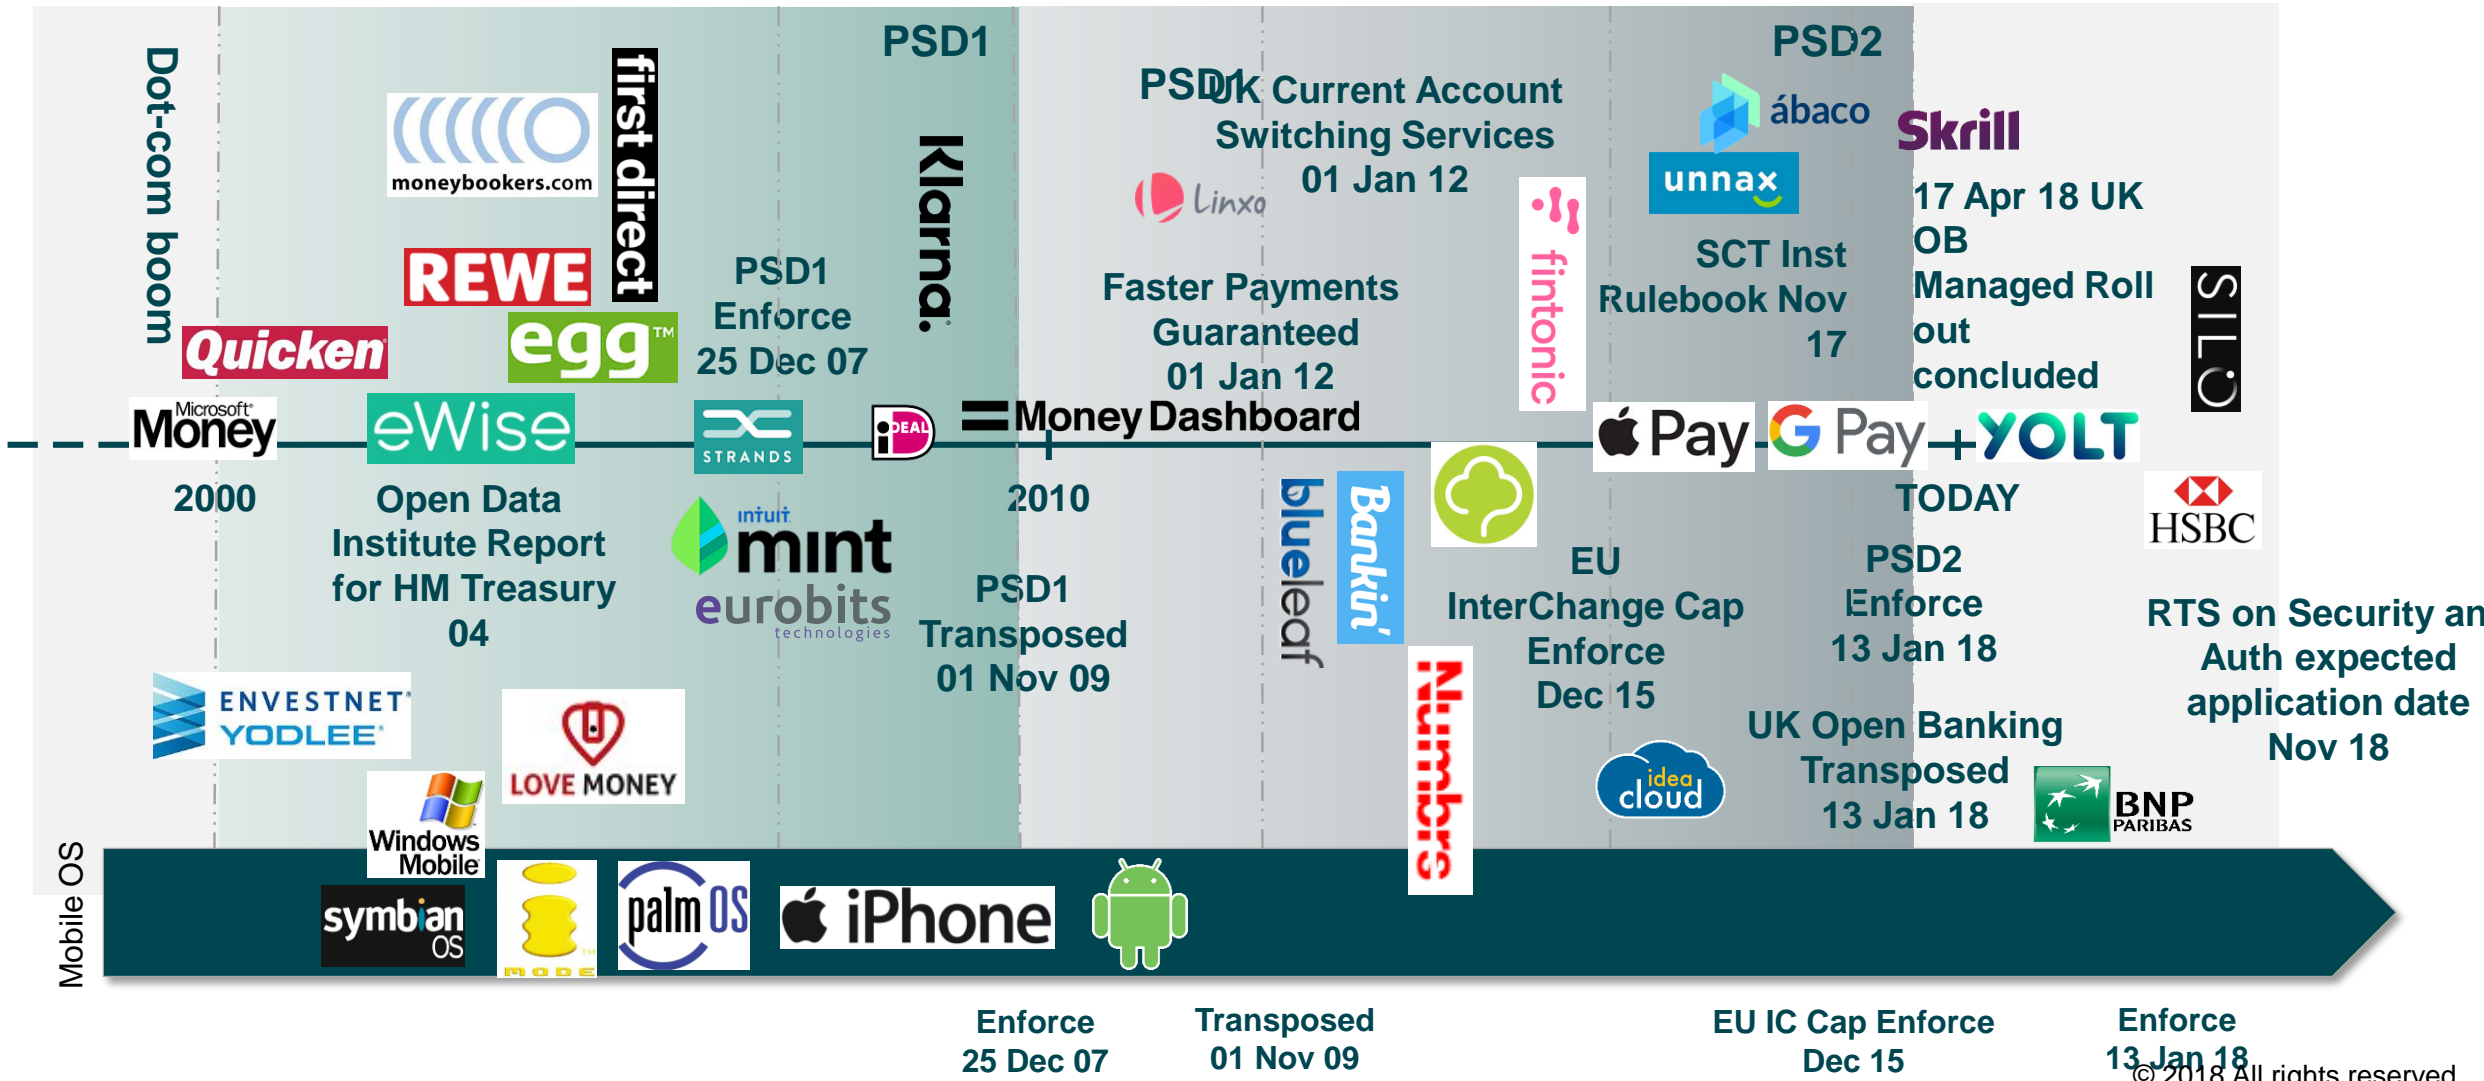 PSD1
PSD2
Dot-com boom
moneybookers.com
first direct
Klarna.
PSD1
UK Current Account
Switching Services
01 Jan 12
Linxo
ábaco
unnax
Skrill
17 Apr 18 UK
OB
Managed Roll
out
concluded
REWE
Quicken
egg™
PSD1
Enforce
25 Dec 07
Faster Payments
Guaranteed
01 Jan 12
fintonic
SCT Inst
Rulebook Nov
17
SILO
Microsoft®
Money
eWise
STRANDS
iDEAL
Money Dashboard
Pay
G Pay
YOLT
2000
2010
TODAY
HSBC
Open Data
Institute Report
for HM Treasury
04
intuit
mint
eurobits
technologies
PSD1
Transposed
01 Nov 09
blueleaf
Bankin'
Numbrs
EU
InterChange Cap
Enforce
Dec 15
PSD2
Enforce
13 Jan 18
RTS on Security an
Auth expected
application date
Nov 18
ENVESTNET®
YODLEE®
LOVE MONEY
idea
cloud
UK Open Banking
Transposed
13 Jan 18
BNP
PARIBAS
Mobile OS
Windows
Mobile
symbian
OS
MODE
palm OS
iPhone
Enforce
25 Dec 07
Transposed
01 Nov 09
EU IC Cap Enforce
Dec 15
Enforce
13 Jan 18
© 2018 All rights reserved